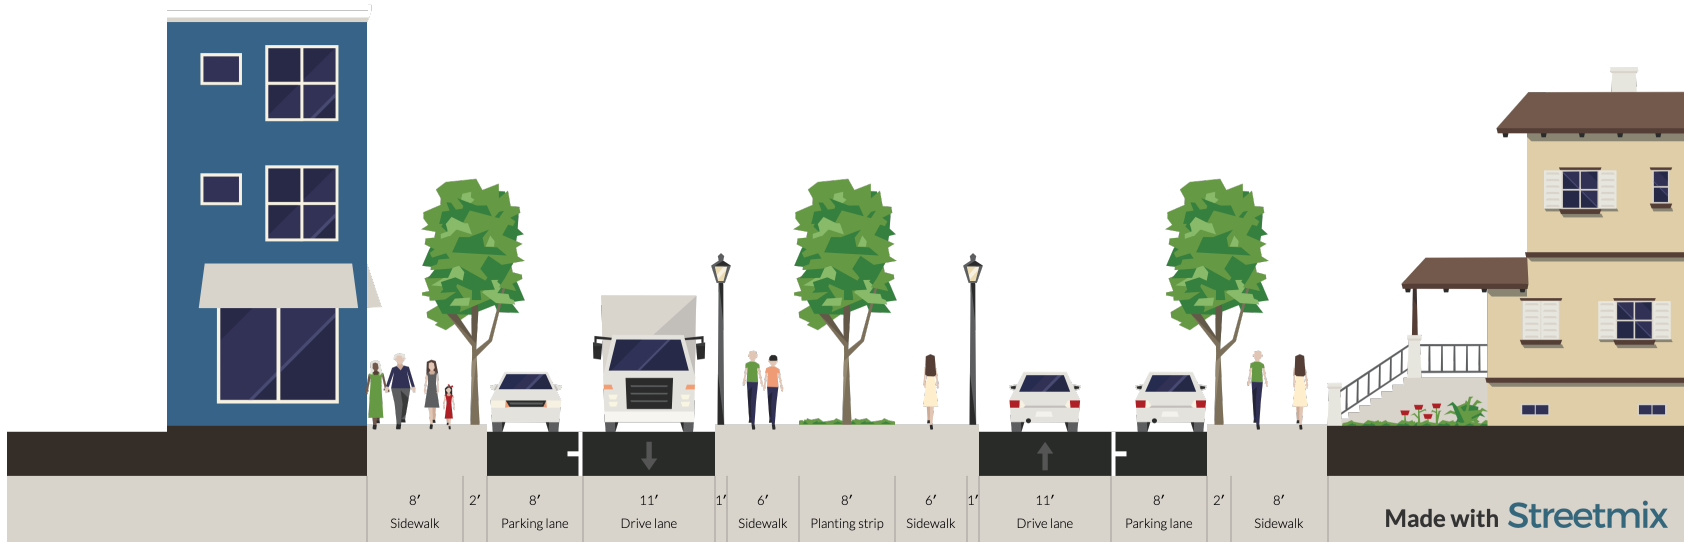 8′
Sidewalk
2′
8′
Parking lane
11′
Drive lane
1′
6′
Sidewalk
8′
Planting strip
6′
Sidewalk
1′
11′
Drive lane
8′
Parking lane
2′
8′
Sidewalk
Made with Streetmix